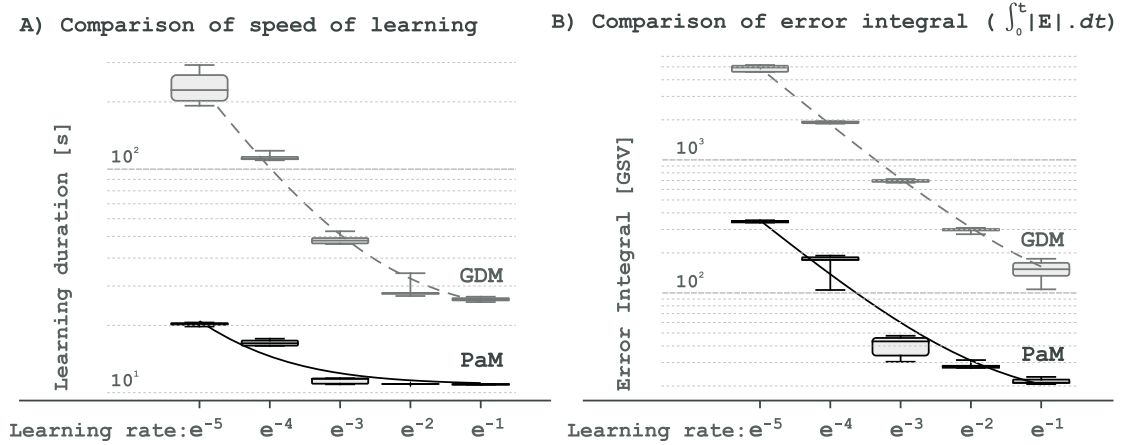 A) Comparison of speed of learning
Learning duration [s]
10²
10¹
GDM
PaM
Learning rate: e⁻⁵ e⁻⁴ e⁻³ e⁻² e⁻¹
B) Comparison of error integral ( ∫₀ᵗ|E|.dt)
Error Integral [GSV]
10³
10²
GDM
PaM
Learning rate: e⁻⁵ e⁻⁴ e⁻³ e⁻² e⁻¹